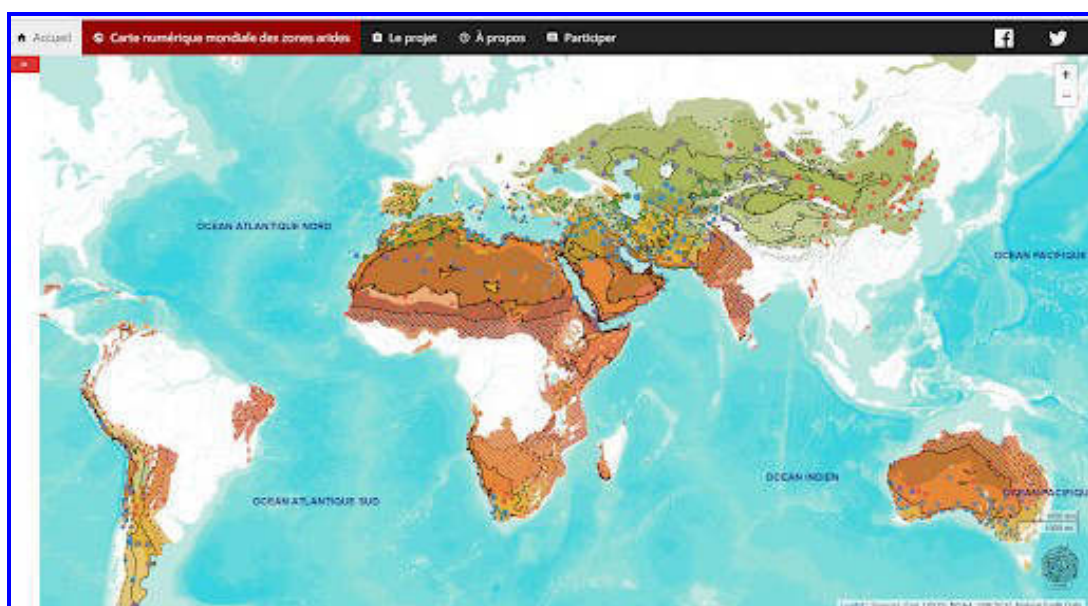 Accueil
Carte numérique mondiale des zones arides
Le projet
À propos
Participer
+
−
OCEAN ATLANTIQUE NORD
OCEAN PACIFIQUE
OCEAN INDIEN
OCEAN ATLANTIQUE SUD
OCEAN PACIFIQUE